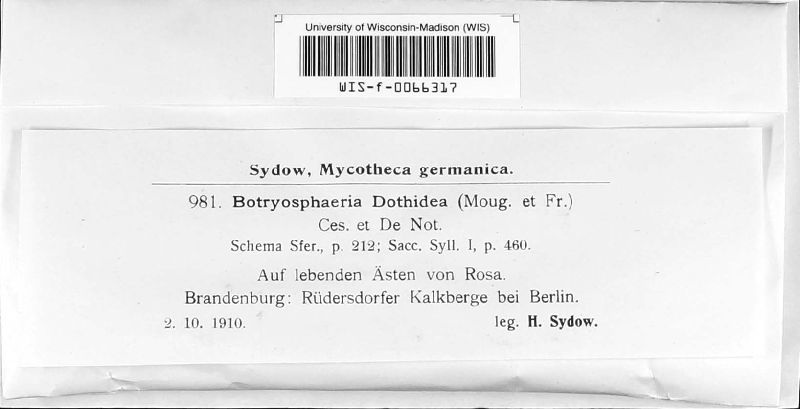 University of Wisconsin-Madison (WIS)
WIS-f-0066317
Sydow, Mycotheca germanica.
981. Botryosphaeria Dothidea (Moug. et Fr.)
Ces. et De Not.
Schema Sfer., p. 212; Sacc. Syll. I, p. 460.
Auf lebenden Ästen von Rosa.
Brandenburg: Rüdersdorfer Kalkberge bei Berlin.
2. 10. 1910. leg. H. Sydow.